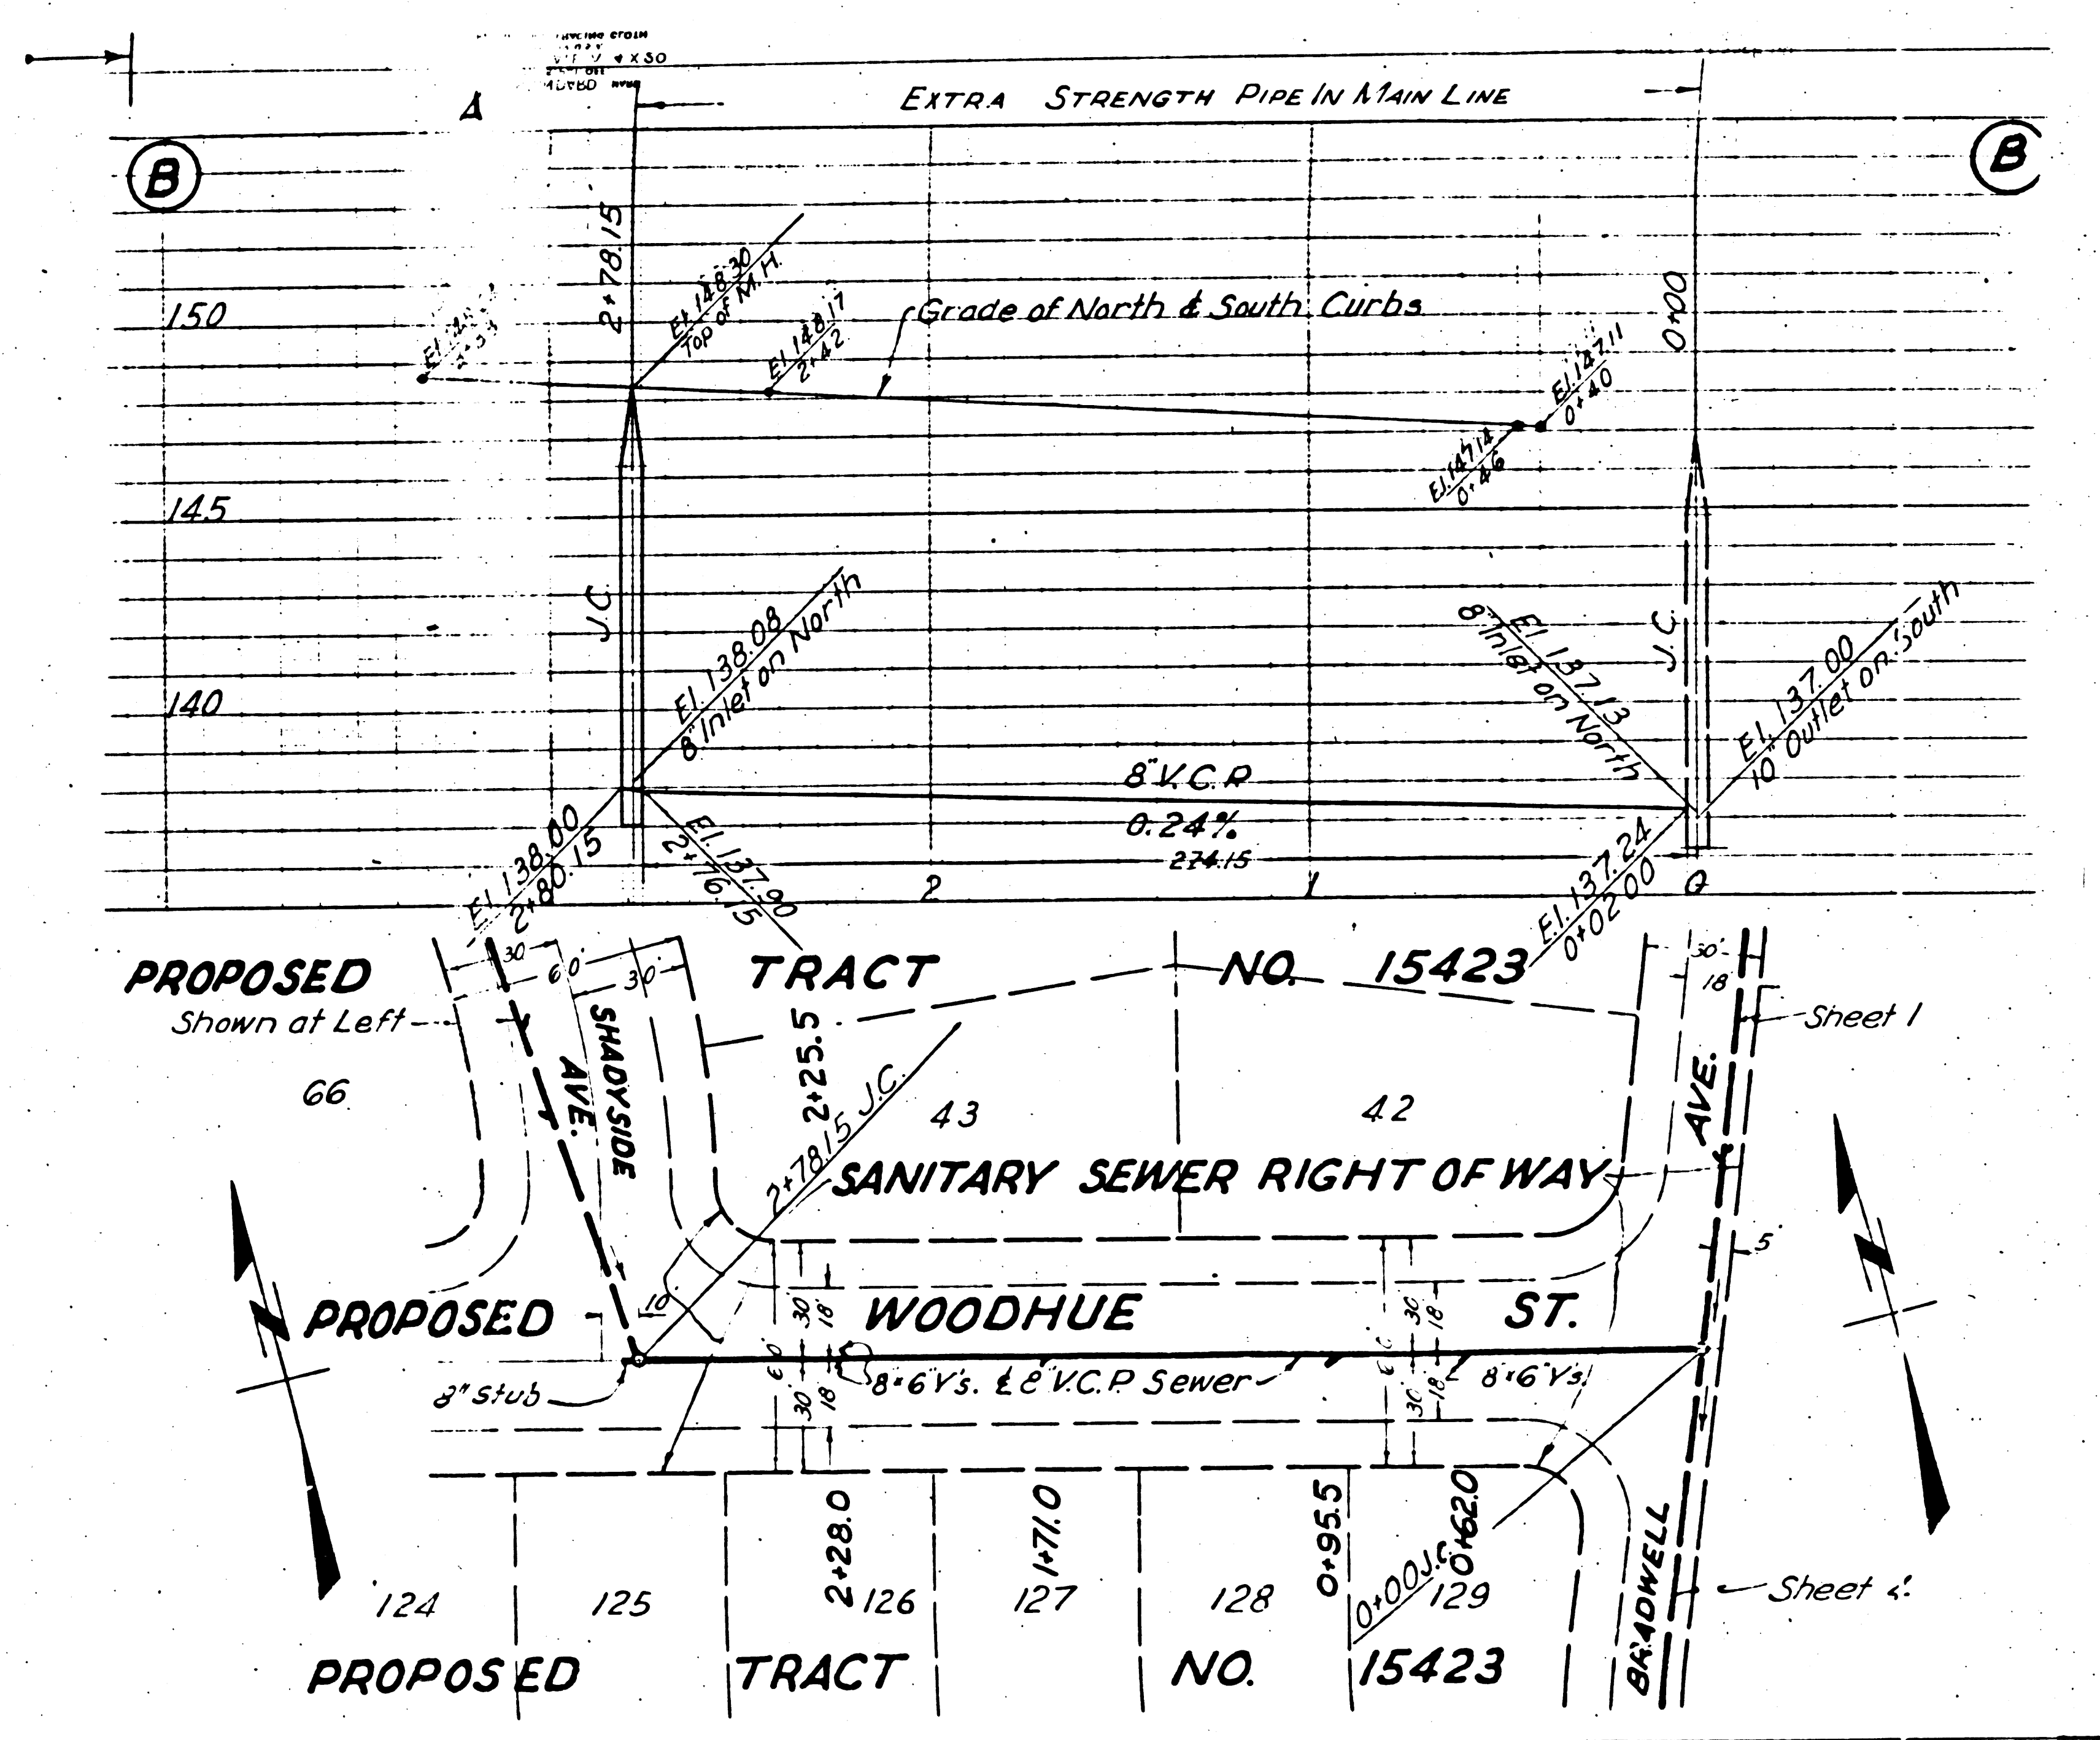 4 X 50
A
EXTRA STRENGTH PIPE IN MAIN LINE
B
B
2+78.15
El. 148.30
Top of M.H.
El. 148.17
2+42
Grade of North & South Curbs
0+00
El. 147.11
0+40
El. 147.14
0+46
150
145
140
J.C.
El. 138.08
8" Inlet on North
El. 137.13
8" Inlet on North
J.C.
El. 137.00
10" Outlet on South
8" V.C.P.
0.24%
274.15
El. 138.00
2+80.15
El. 137.90
2+76.15
2
1
0
El. 137.24
0+02.00
PROPOSED TRACT NO. 15423
30
60
30
30'
18
Shown at Left
Sheet 1
SHADYSIDE
AVE.
AVE.
66
2+25.5
2+78.15 J.C.
43
42
SANITARY SEWER RIGHT OF WAY
5
10
PROPOSED WOODHUE ST.
30'
18'
60'
30
18
8" Stub
8"x6" Y's.
8" V.C.P. Sewer
8"x6" Y's
30'
18
30'
18'
2+28.0
1+71.0
0+95.5
0+62.0
0+00 J.C.
124
125
126
127
128
129
BRADWELL
Sheet
PROPOSED TRACT NO. 15423